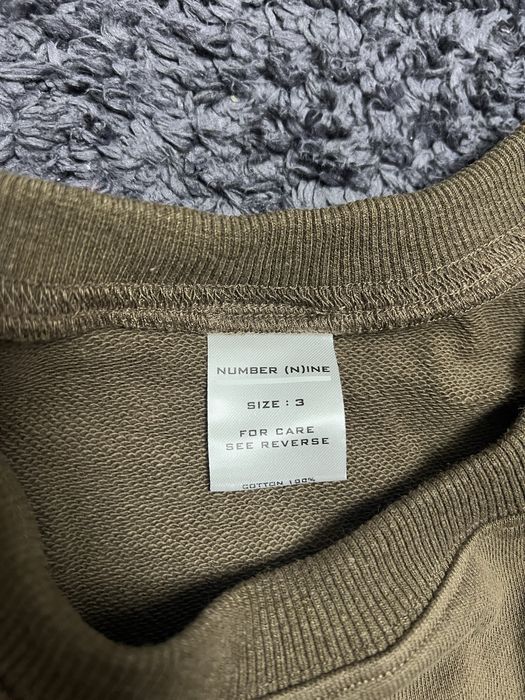 NUMBER (N)INE
SIZE : 3
FOR CARE
SEE REVERSE
COTTON 100%